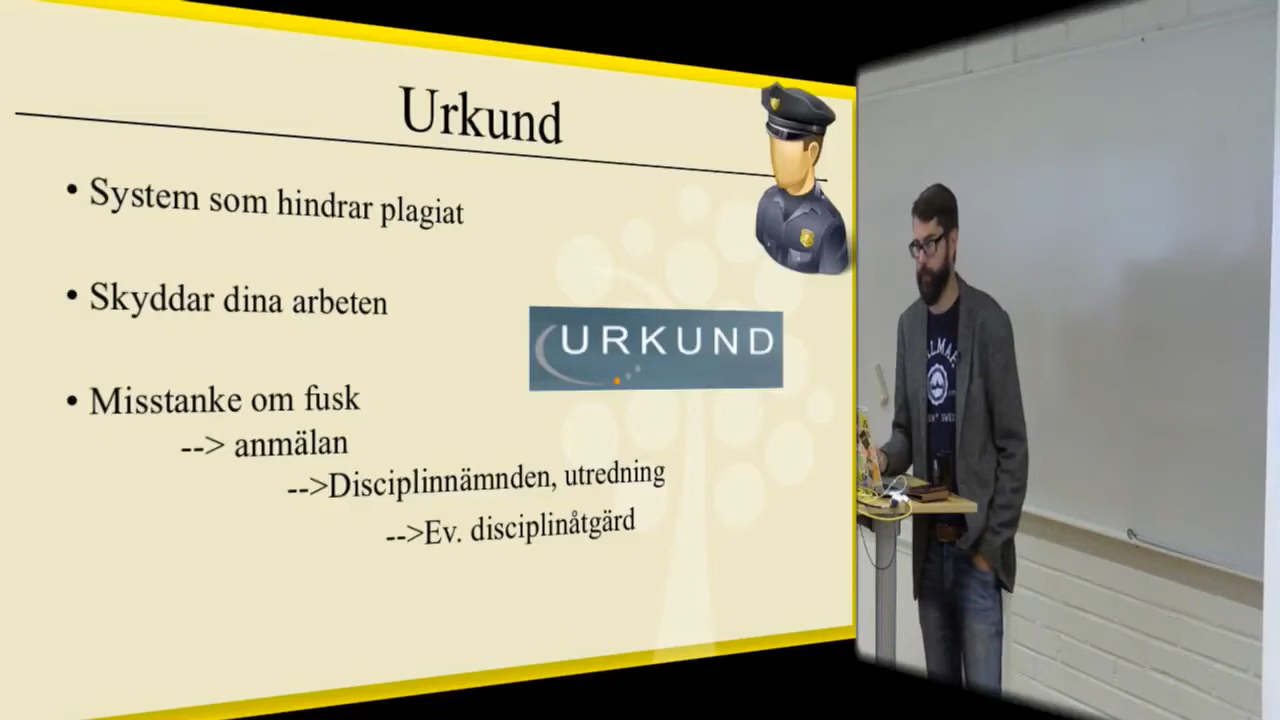 Urkund
• System som hindrar plagiat
• Skyddar dina arbeten
URKUND
• Misstanke om fusk
--> anmälan
-->Disciplinnämnden, utredning
-->Ev. disciplinåtgärd